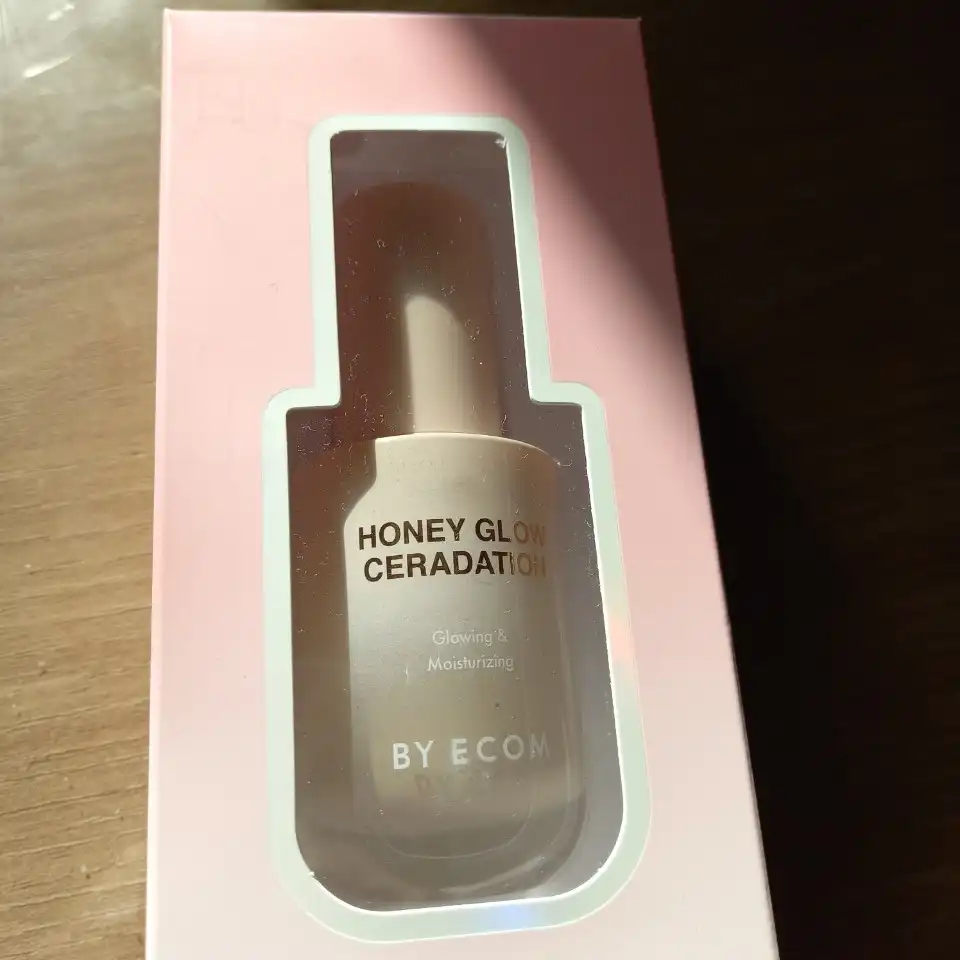 HONEY GLOW
CERADATION
Glowing &
Moisturizing
BY ECOM